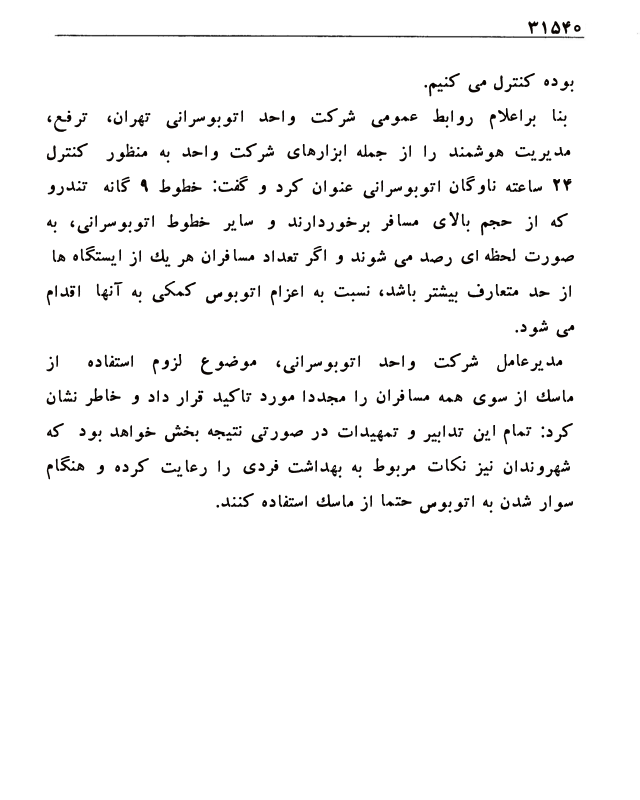 ۳۱۵۴۰
بوده کنترل می کنیم.
بنا براعلام روابط عمومی شرکت واحد اتوبوسرانی تهران، ترفع،
مدیریت هوشمند را از جمله ابزارهای شرکت واحد به منظور کنترل
۲۴ ساعته ناوگان اتوبوسرانی عنوان کرد و گفت: خطوط ۹ گانه تندرو
که از حجم بالای مسافر برخوردارند و سایر خطوط اتوبوسرانی، به
صورت لحظه ای رصد می شوند و اگر تعداد مسافران هر یك از ایستگاه ها
از حد متعارف بیشتر باشد، نسبت به اعزام اتوبوس کمکی به آنها اقدام
می شود.
مدیرعامل شرکت واحد اتوبوسرانی، موضوع لزوم استفاده از
ماسك از سوی همه مسافران را مجددا مورد تاکید قرار داد و خاطر نشان
کرد: تمام این تدابیر و تمهیدات در صورتی نتیجه بخش خواهد بود که
شهروندان نیز نکات مربوط به بهداشت فردی را رعایت کرده و هنگام
سوار شدن به اتوبوس حتما از ماسك استفاده کنند.